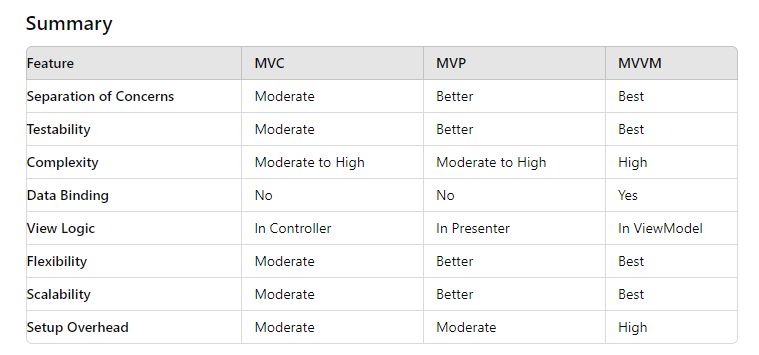 Summary
Feature MVC MVP MVVM
Separation of Concerns Moderate Better Best
Testability Moderate Better Best
Complexity Moderate to High Moderate to High High
Data Binding No No Yes
View Logic In Controller In Presenter In ViewModel
Flexibility Moderate Better Best
Scalability Moderate Better Best
Setup Overhead Moderate Moderate High